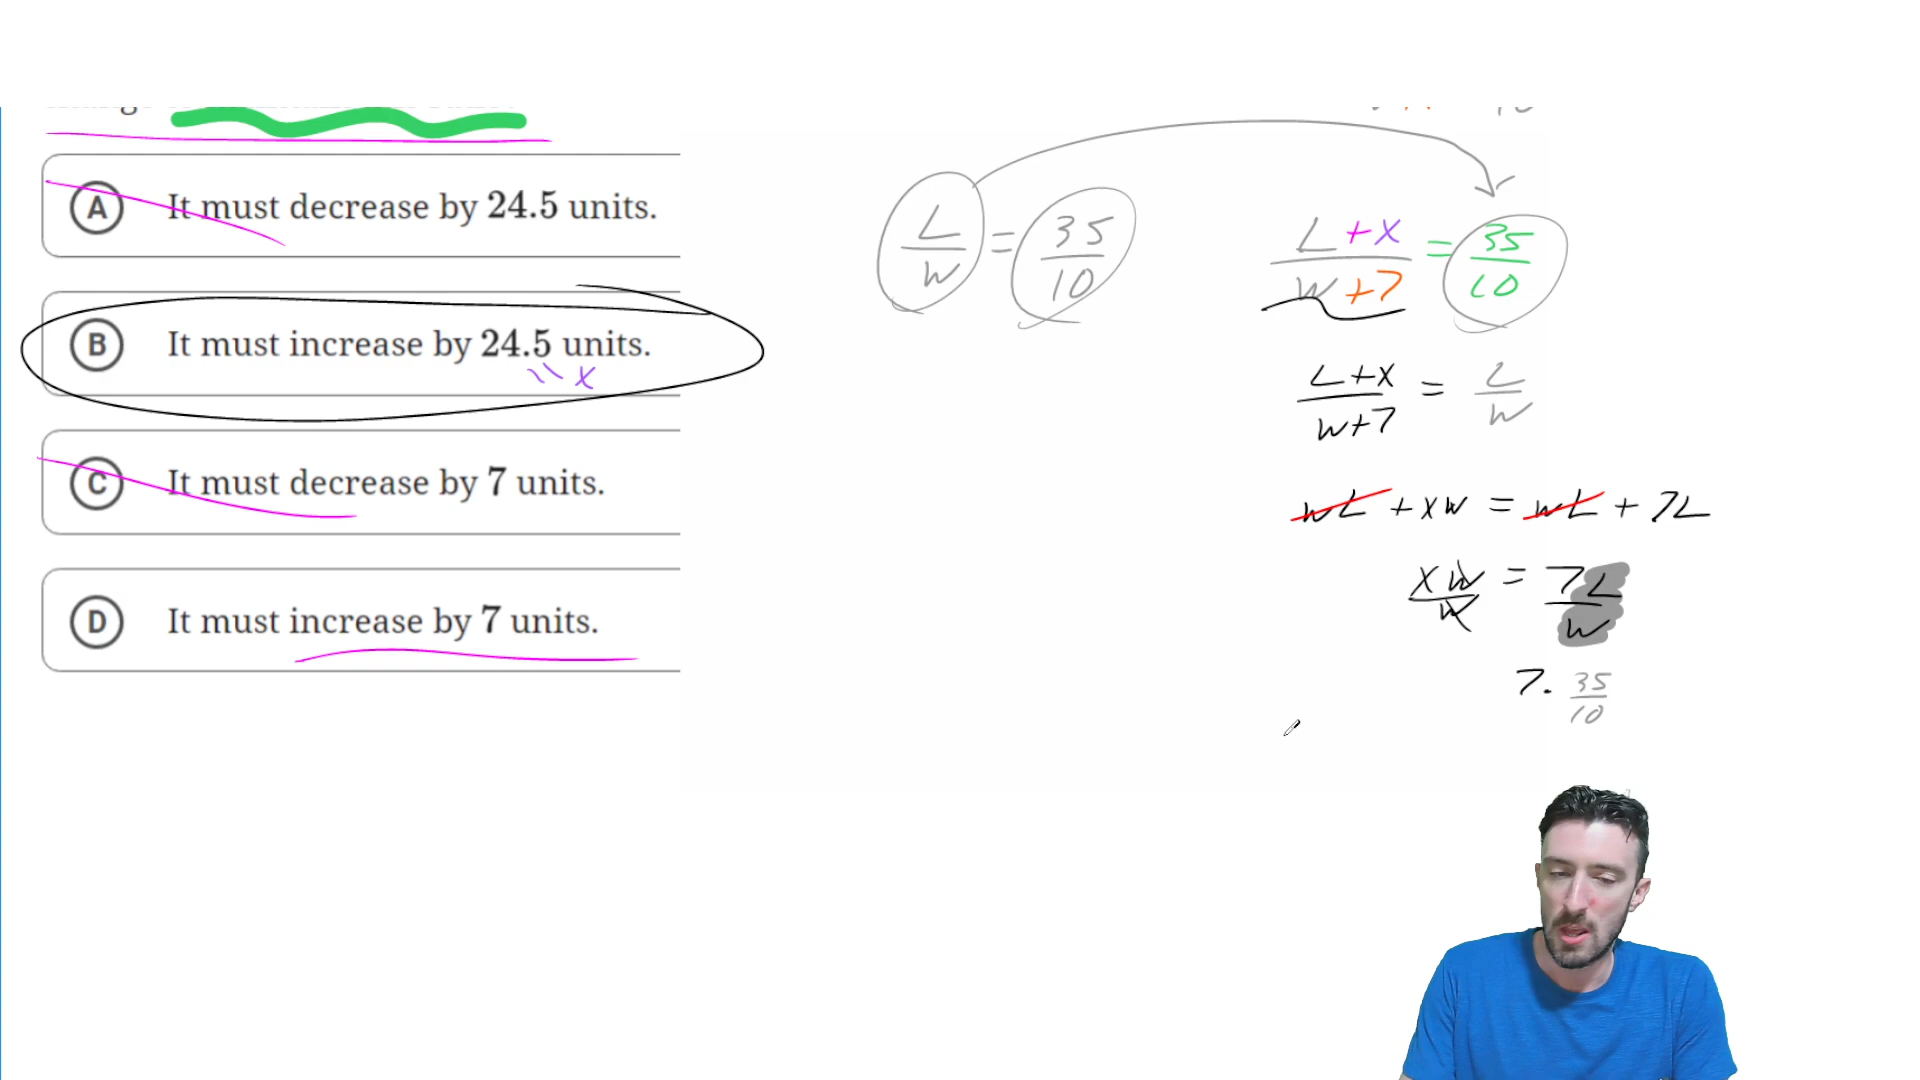 A It must decrease by 24.5 units.
B It must increase by 24.5 units.
" x
C It must decrease by 7 units.
D It must increase by 7 units.
L/W = 35/10
L+x/W+7 = 35/10
L+x/W+7 = L/W
WL + xW = WL + 7L
xW/W = 7L/W
7. 35/10